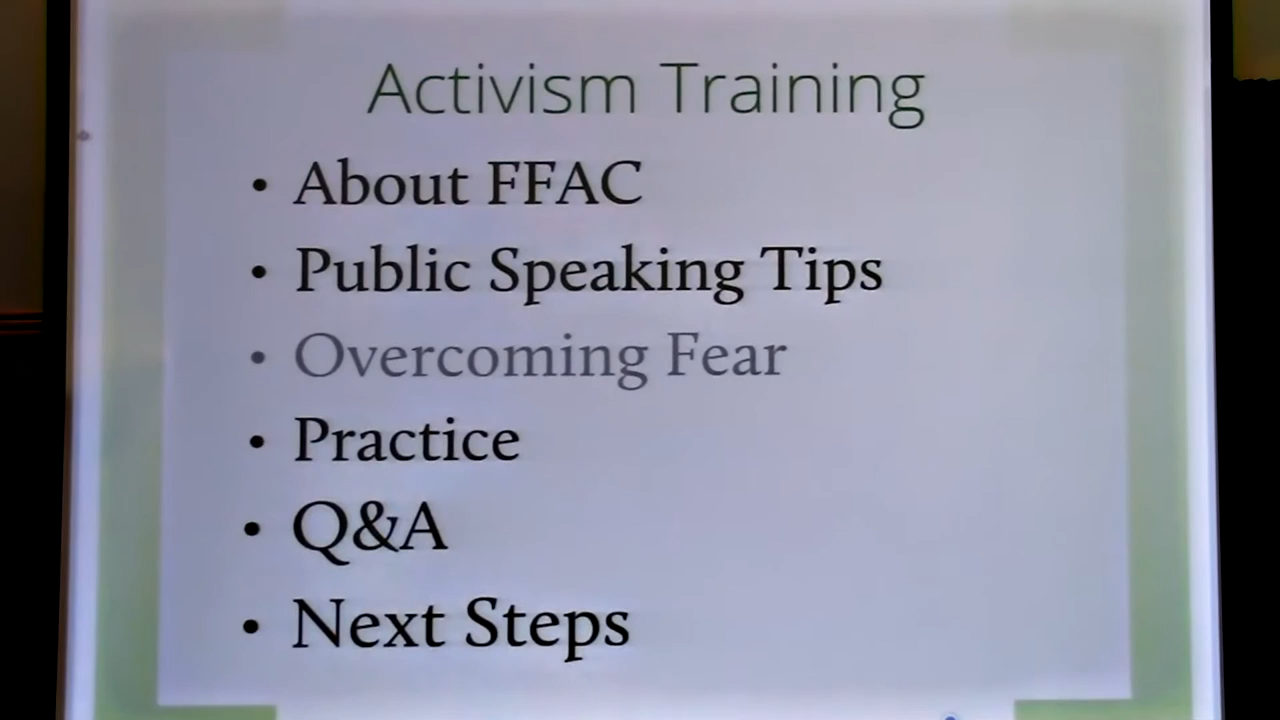 Activism Training
• About FFAC
• Public Speaking Tips
• Overcoming Fear
• Practice
• Q&A
• Next Steps